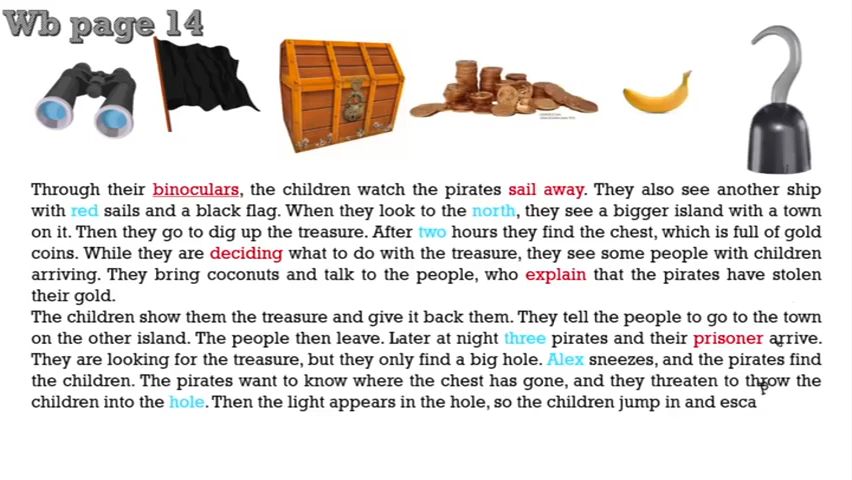 Wb page 14
Through their binoculars, the children watch the pirates sail away. They also see another ship
with red sails and a black flag. When they look to the north, they see a bigger island with a town
on it. Then they go to dig up the treasure. After two hours they find the chest, which is full of gold
coins. While they are deciding what to do with the treasure, they see some people with children
arriving. They bring coconuts and talk to the people, who explain that the pirates have stolen
their gold.
The children show them the treasure and give it back them. They tell the people to go to the town
on the other island. The people then leave. Later at night three pirates and their prisoner arrive.
They are looking for the treasure, but they only find a big hole. Alex sneezes, and the pirates find
the children. The pirates want to know where the chest has gone, and they threaten to throw the
children into the hole. Then the light appears in the hole, so the children jump in and esca